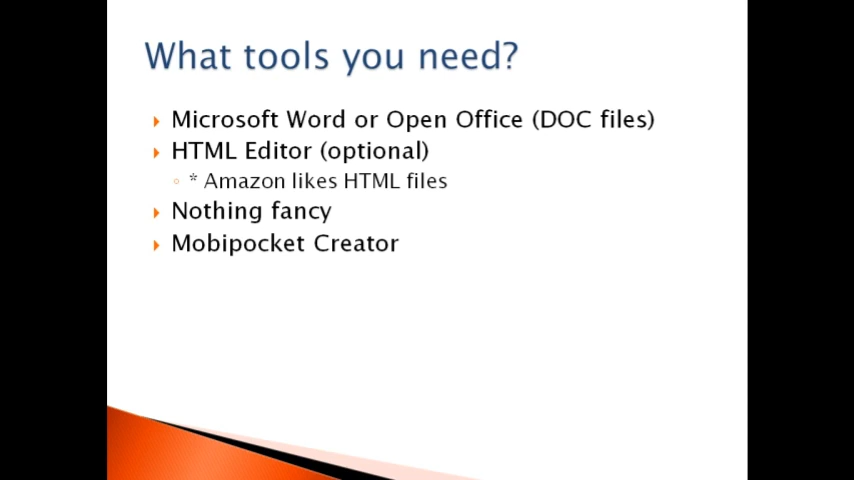 What tools you need?
Microsoft Word or Open Office (DOC files)
HTML Editor (optional)
* Amazon likes HTML files
Nothing fancy
Mobipocket Creator